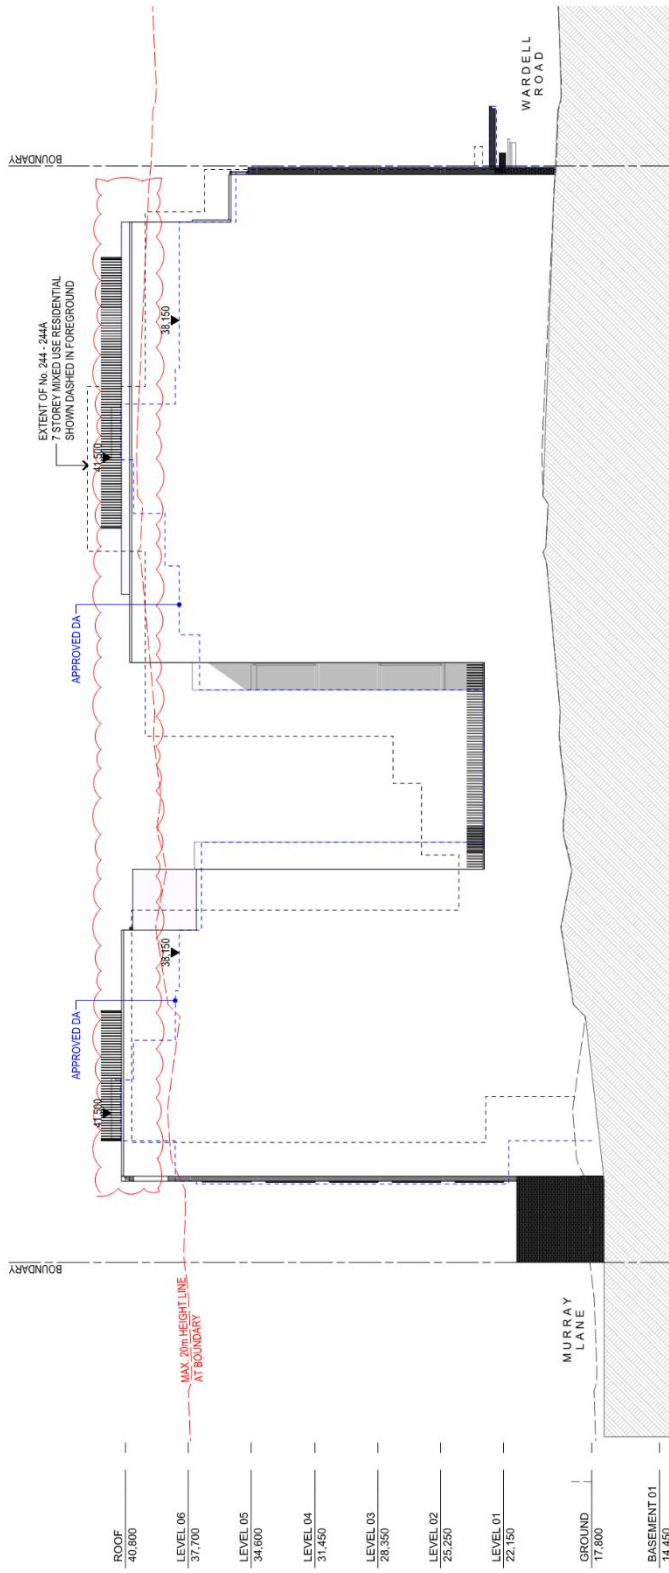 BOUNDARY
WARDELL
ROAD
EXTENT OF No. 244 - 244A
7 STOREY MIXED USE RESIDENTIAL
SHOWN DASHED IN FOREGROUND
38,150
41,500
APPROVED DA
APPROVED DA
38,150
41,500
BOUNDARY
MAX. 20m HEIGHT LINE
AT BOUNDARY
MURRAY
LANE
ROOF
40,800
LEVEL 06
37,700
LEVEL 05
34,600
LEVEL 04
31,450
LEVEL 03
28,350
LEVEL 02
25,250
LEVEL 01
22,150
GROUND
17,800
BASEMENT 01
14,450